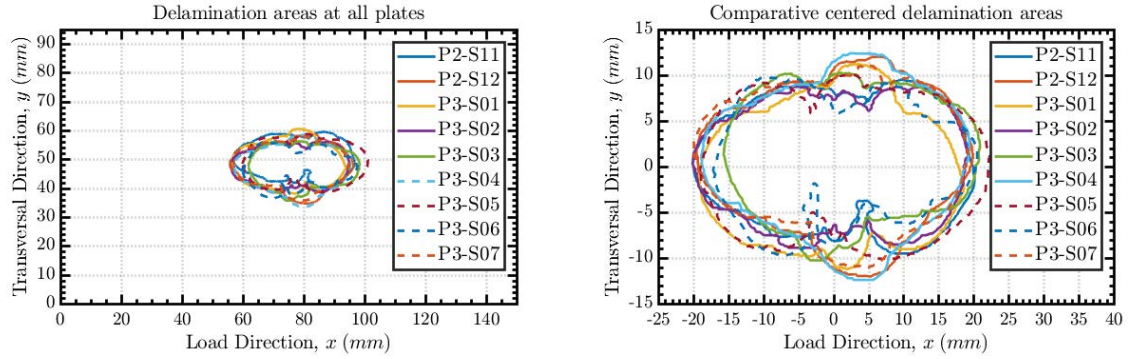 Delamination areas at all plates
Transversal Direction, y (mm)
90
80
70
60
50
40
30
20
10
0
0 20 40 60 80 100 120 140
Load Direction, x (mm)
P2-S11
P2-S12
P3-S01
P3-S02
P3-S03
P3-S04
P3-S05
P3-S06
P3-S07
Comparative centered delamination areas
Transversal Direction, y (mm)
15
10
5
0
-5
-10
-15
-25 -20 -15 -10 -5 0 5 10 15 20 25 30 35 40
Load Direction, x (mm)
P2-S11
P2-S12
P3-S01
P3-S02
P3-S03
P3-S04
P3-S05
P3-S06
P3-S07